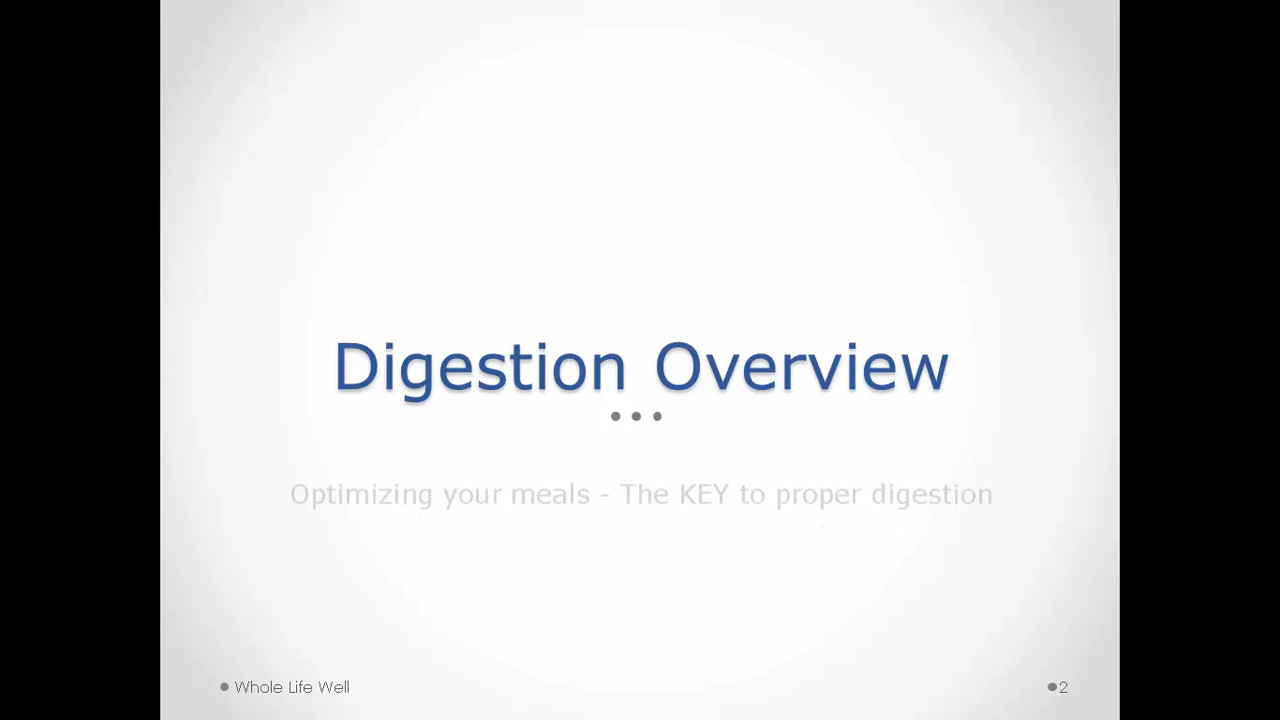 Digestion Overview
Optimizing your meals - The KEY to proper digestion
Whole Life Well
2